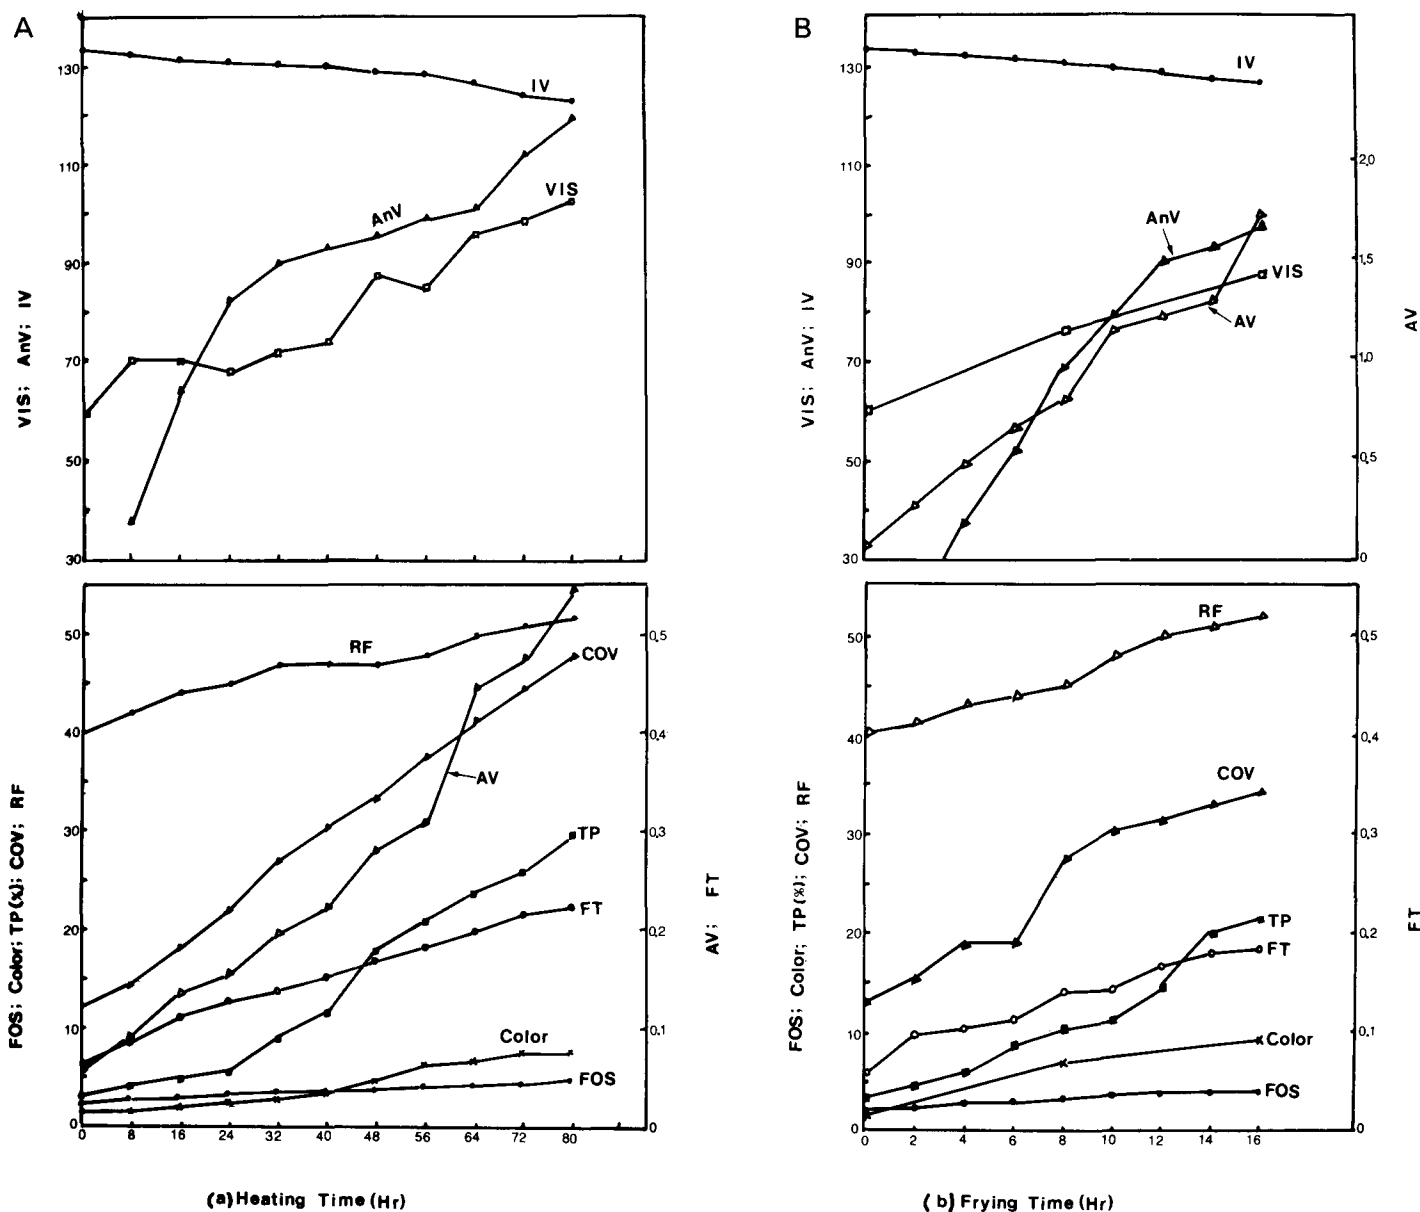 A
B
130
110
90
70
50
30
VIS; AnV; IV
IV
AnV
VIS
130
110
90
70
50
30
VIS; AnV; IV
IV
AnV
VIS
AV
2,0
1,5
1,0
0,5
0
AV
50
40
30
20
10
0
FOS; Color; TP(%); COV; RF
RF
COV
AV
TP
FT
Color
FOS
0,5
0,4
0,3
0,2
0,1
0
AV; FT
0 8 16 24 32 40 48 56 64 72 80
(a) Heating Time (Hr)
50
40
30
20
10
0
FOS; Color; TP(%); COV; RF
RF
COV
TP
FT
Color
FOS
0,5
0,4
0,3
0,2
0,1
0
FT
0 2 4 6 8 10 12 14 16
(b) Frying Time (Hr)